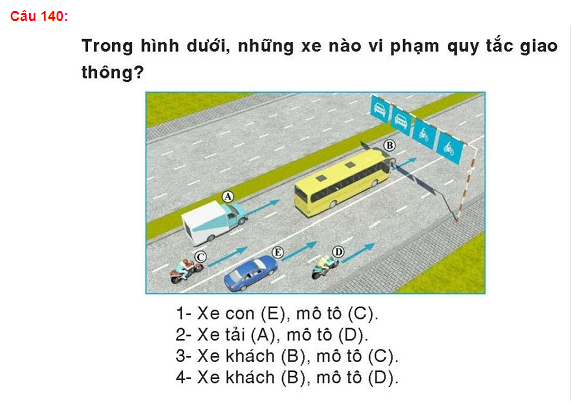 Câu 140:
Trong hình dưới, những xe nào vi phạm quy tắc giao
thông?
B
A
C
E
D
1- Xe con (E), mô tô (C).
2- Xe tải (A), mô tô (D).
3- Xe khách (B), mô tô (C).
4- Xe khách (B), mô tô (D).